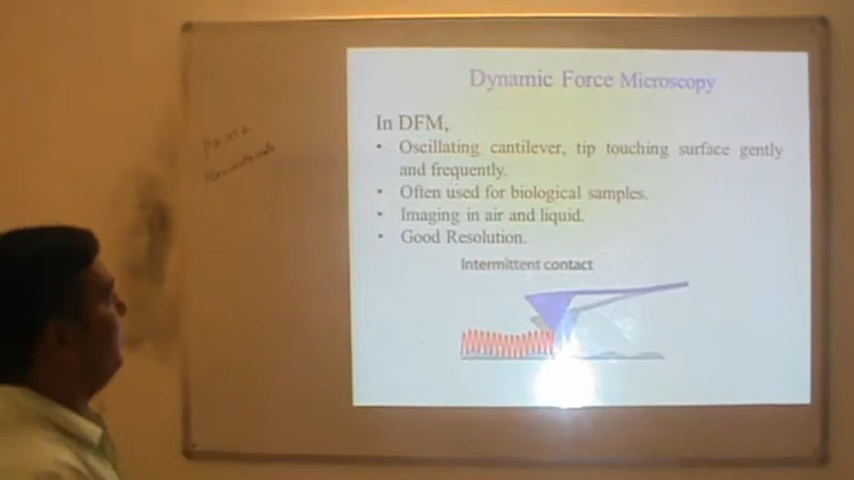 Dynamic Force Microscopy
In DFM,
• Oscillating cantilever, tip touching surface gently
and frequently.
• Often used for biological samples.
• Imaging in air and liquid.
• Good Resolution.
Intermittent contact